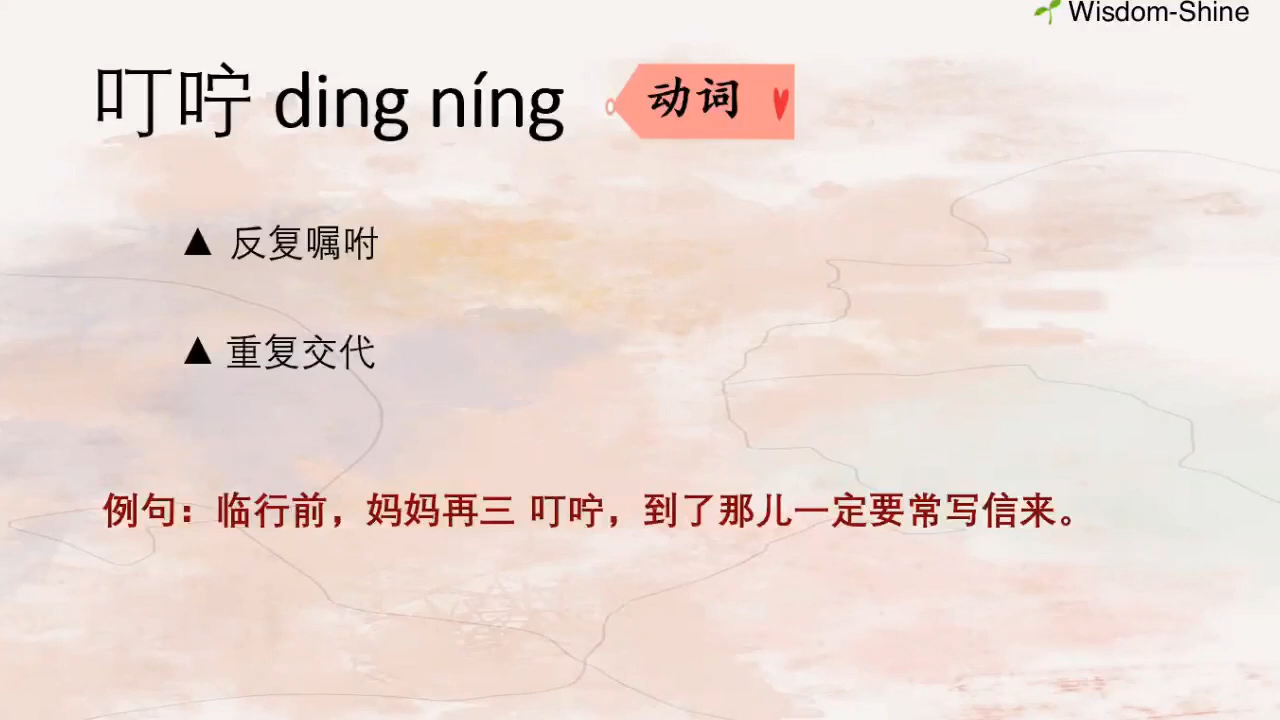 Wisdom-Shine
叮咛 ding níng 动词
▲ 反复嘱咐
▲ 重复交代
例句：临行前，妈妈再三 叮咛，到了那儿一定要常写信来。